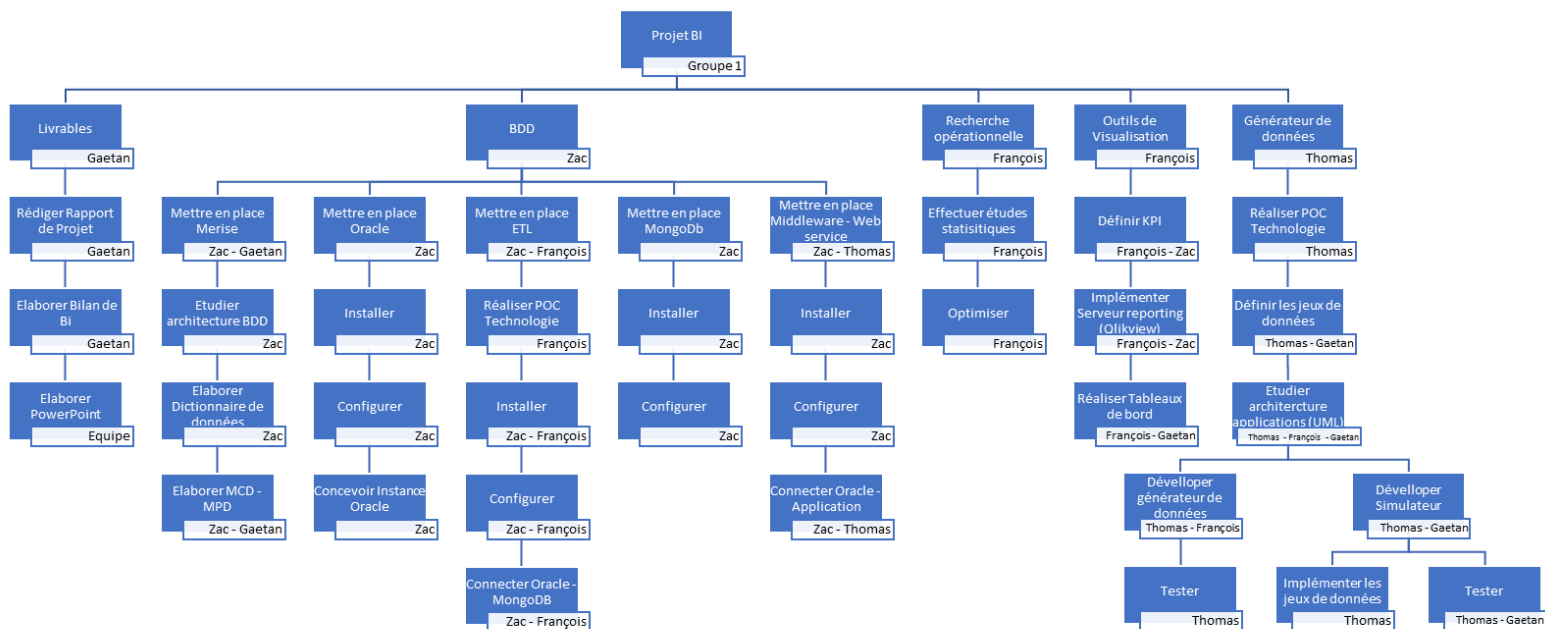 Projet BI
Groupe 1
Livrables
Gaetan
BDD
Zac
Recherche
opérationnelle
François
Outils de
Visualisation
François
Générateur de
données
Thomas
Rédiger Rapport
de Projet
Gaetan
Mettre en place
Merise
Zac - Gaetan
Mettre en place
Oracle
Zac
Mettre en place
ETL
Zac - François
Mettre en place
MongoDb
Zac
Mettre en place
Middleware - Web
service
Zac - Thomas
Effectuer études
statisitiques
François
Définir KPI
François - Zac
Réaliser POC
Technologie
Thomas
Elaborer Bilan de
Bi
Gaetan
Etudier
architecture BDD
Zac
Installer
Zac
Réaliser POC
Technologie
François
Installer
Zac
Installer
Zac
Optimiser
François
Implémenter
Serveur reporting
(Qlikview)
François - Zac
Définir les jeux de
données
Thomas - Gaetan
Elaborer
PowerPoint
Equipe
Elaborer
Dictionnaire de
données
Zac
Configurer
Zac
Installer
Zac - François
Configurer
Zac
Configurer
Zac
Réaliser Tableaux
de bord
François - Gaetan
Etudier
architercture
applications (UML)
Thomas - François - Gaetan
Elaborer MCD -
MPD
Zac - Gaetan
Concevoir Instance
Oracle
Zac
Configurer
Zac - François
Connecter Oracle -
Application
Zac - Thomas
Dévelloper
générateur de
données
Thomas - François
Dévelloper
Simulateur
Thomas - Gaetan
Connecter Oracle -
MongoDB
Zac - François
Tester
Thomas
Implémenter les
jeux de données
Thomas
Tester
Thomas - Gaetan